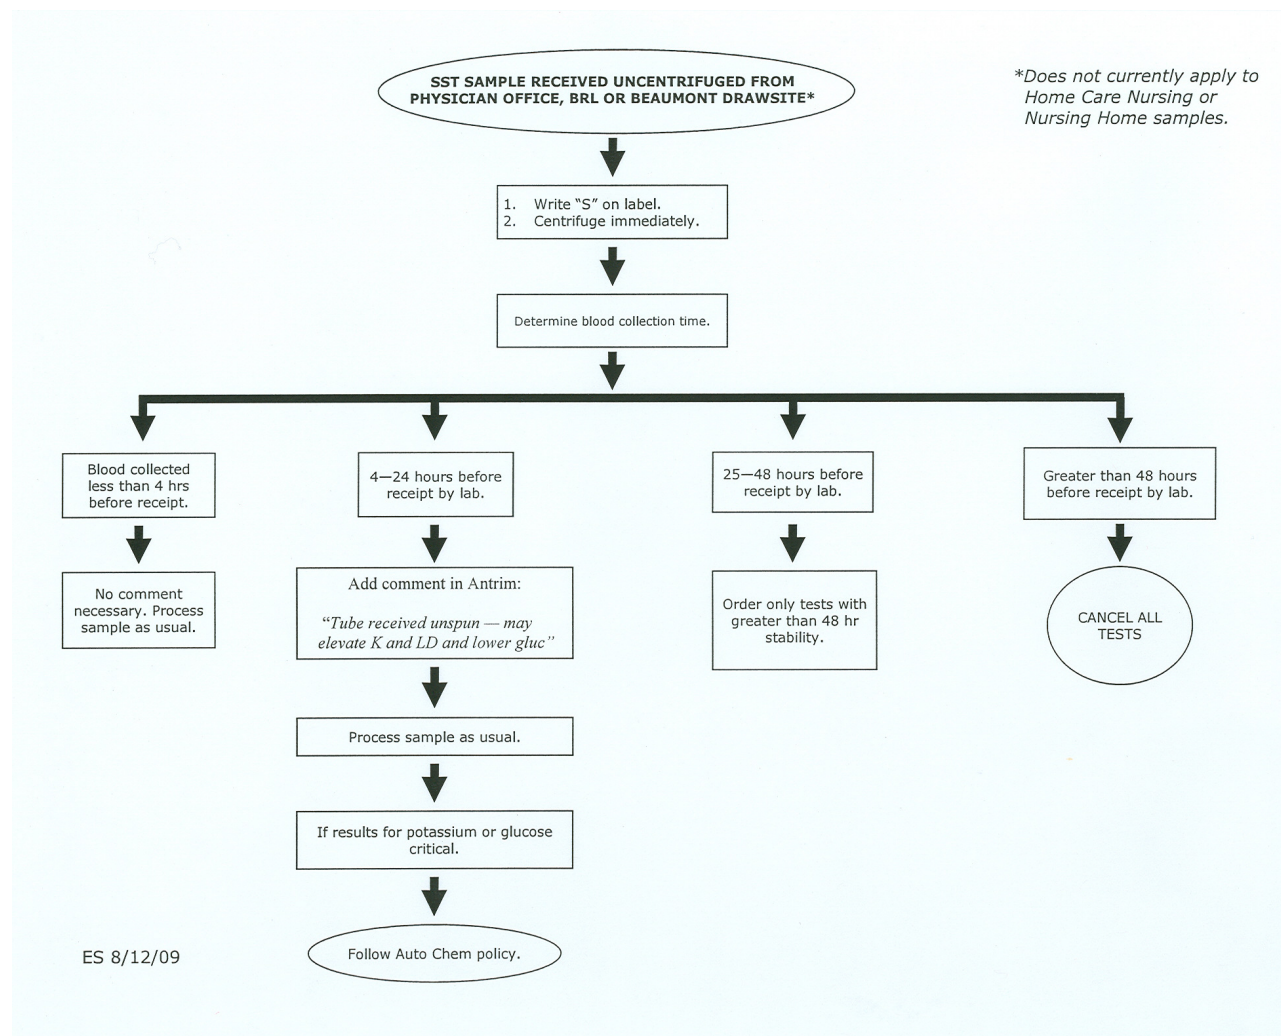 SST SAMPLE RECEIVED UNCENTRIFUGED FROM
PHYSICIAN OFFICE, BRL OR BEAUMONT DRAWSITE*
*Does not currently apply to
Home Care Nursing or
Nursing Home samples.
1. Write “S” on label.
2. Centrifuge immediately.
Determine blood collection time.
Blood collected
less than 4 hrs
before receipt.
4—24 hours before
receipt by lab.
25—48 hours before
receipt by lab.
Greater than 48 hours
before receipt by lab.
No comment
necessary. Process
sample as usual.
Add comment in Antrim:
“Tube received unspun — may
elevate K and LD and lower gluc”
Order only tests with
greater than 48 hr
stability.
CANCEL ALL
TESTS
Process sample as usual.
If results for potassium or glucose
critical.
Follow Auto Chem policy.
ES 8/12/09